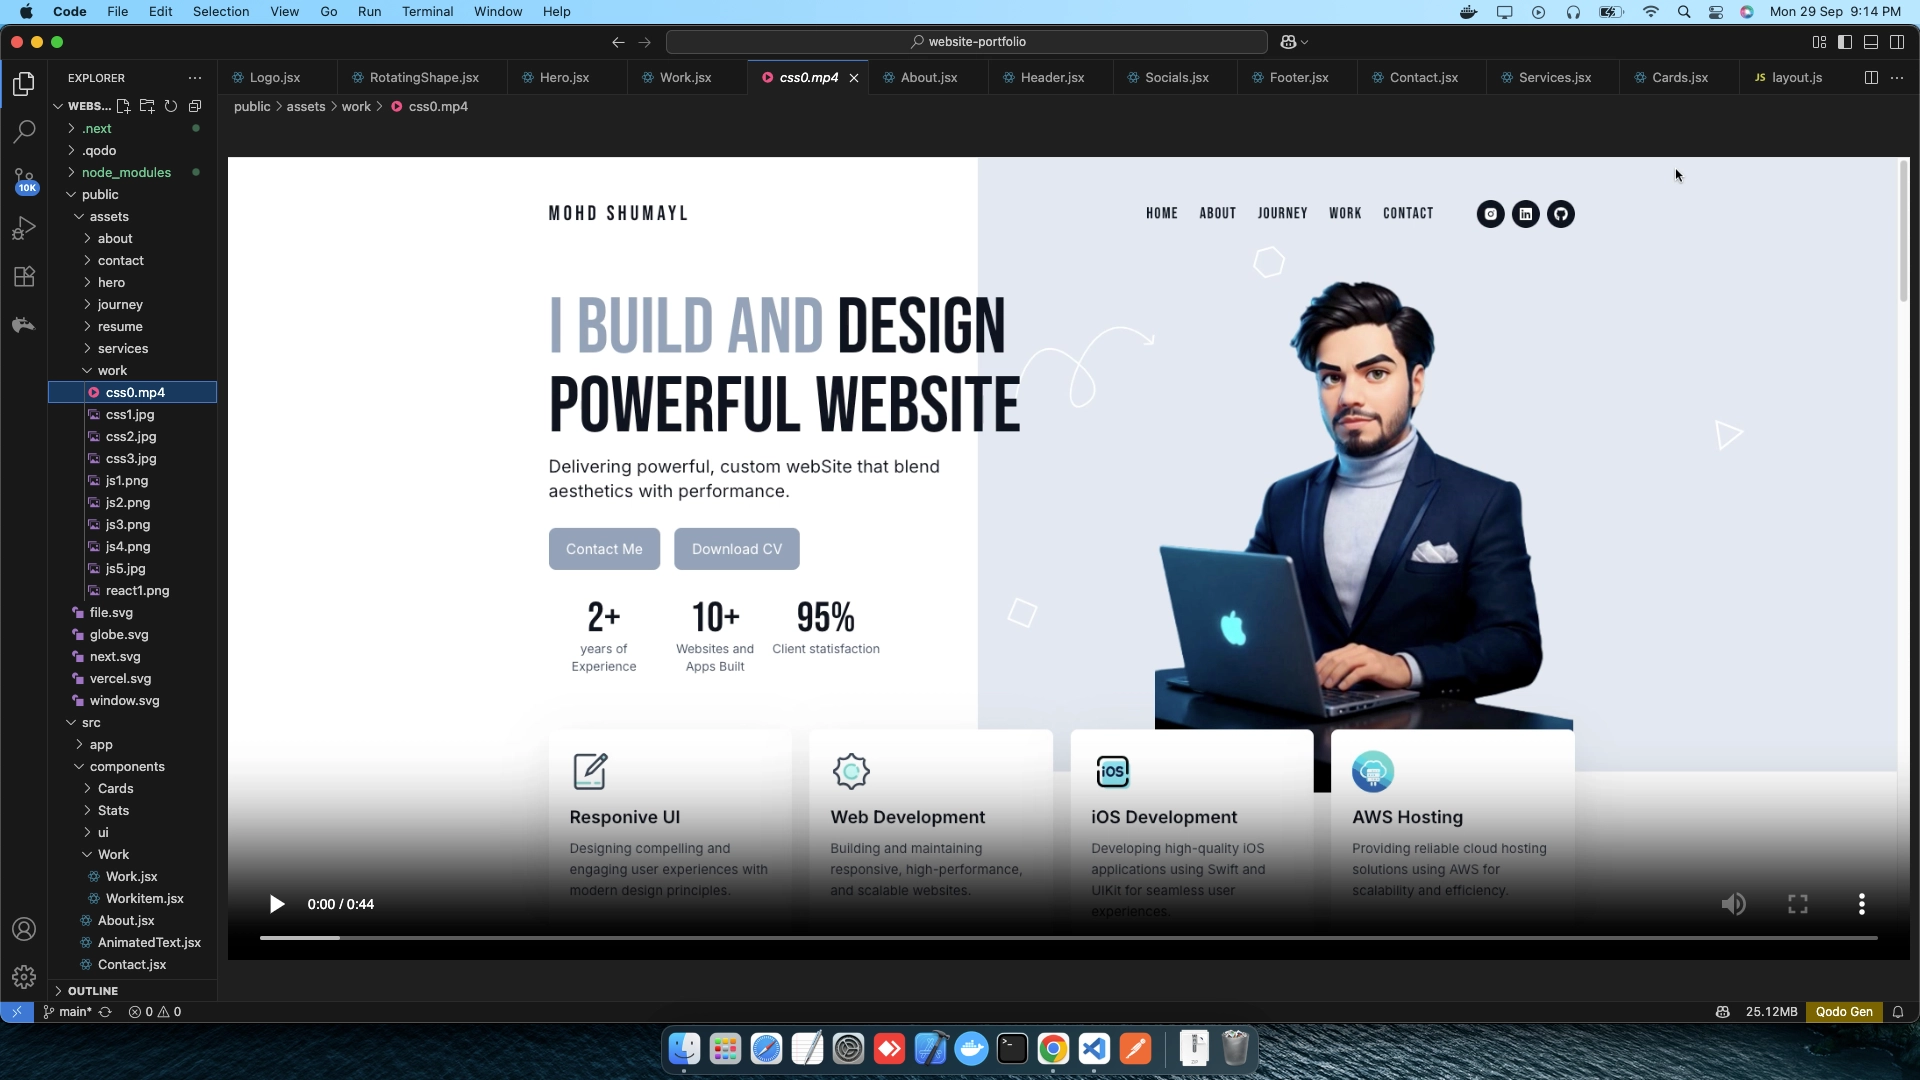 Code File Edit Selection View Go Run Terminal Window Help
Mon 29 Sep 9:14 PM
website-portfolio
EXPLORER
Logo.jsx RotatingShape.jsx Hero.jsx Work.jsx css0.mp4 About.jsx Header.jsx Socials.jsx Footer.jsx Contact.jsx Services.jsx Cards.jsx JS layout.js
WEBS...
public > assets > work > css0.mp4
.next
.qodo
node_modules
10K
public
assets
about
contact
hero
journey
resume
services
work
css0.mp4
css1.jpg
css2.jpg
css3.jpg
js1.png
js2.png
js3.png
js4.png
js5.jpg
react1.png
file.svg
globe.svg
next.svg
vercel.svg
window.svg
src
app
components
Cards
Stats
ui
Work
Work.jsx
Workitem.jsx
About.jsx
AnimatedText.jsx
Contact.jsx
OUTLINE
MOHD SHUMAYL
HOME ABOUT JOURNEY WORK CONTACT
in
I BUILD AND DESIGN
POWERFUL WEBSITE
Delivering powerful, custom webSite that blend
aesthetics with performance.
Contact Me Download CV
2+ 10+ 95%
years of Websites and Client statisfaction
Experience Apps Built
iOS
Responive UI
Designing compelling and
engaging user experiences with
modern design principles.
Web Development
Building and maintaining
responsive, high-performance,
and scalable websites.
iOS Development
Developing high-quality iOS
applications using Swift and
UIKit for seamless user
experiences.
AWS Hosting
Providing reliable cloud hosting
solutions using AWS for
scalability and efficiency.
0:00 / 0:44
main* 0 0
25.12MB Qodo Gen